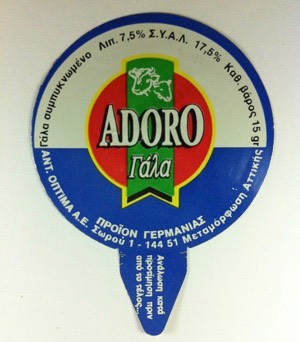 Γάλα συμπυκνωμένο Λιπ. 7,5% Σ.Υ.Α.Λ. 17,5% Καθ. βάρος 15 gr
ADORO
Γάλα
ΠΡΟΪΟΝ ΓΕΡΜΑΝΙΑΣ
ΑΝΤ. ΟΠΤΙΜΑ Α.Ε. Σωρού 1 - 144 51 Μεταμόρφωση Αττικής
Ανάλωση κατά
προτίμηση πριν
από το τέλος...